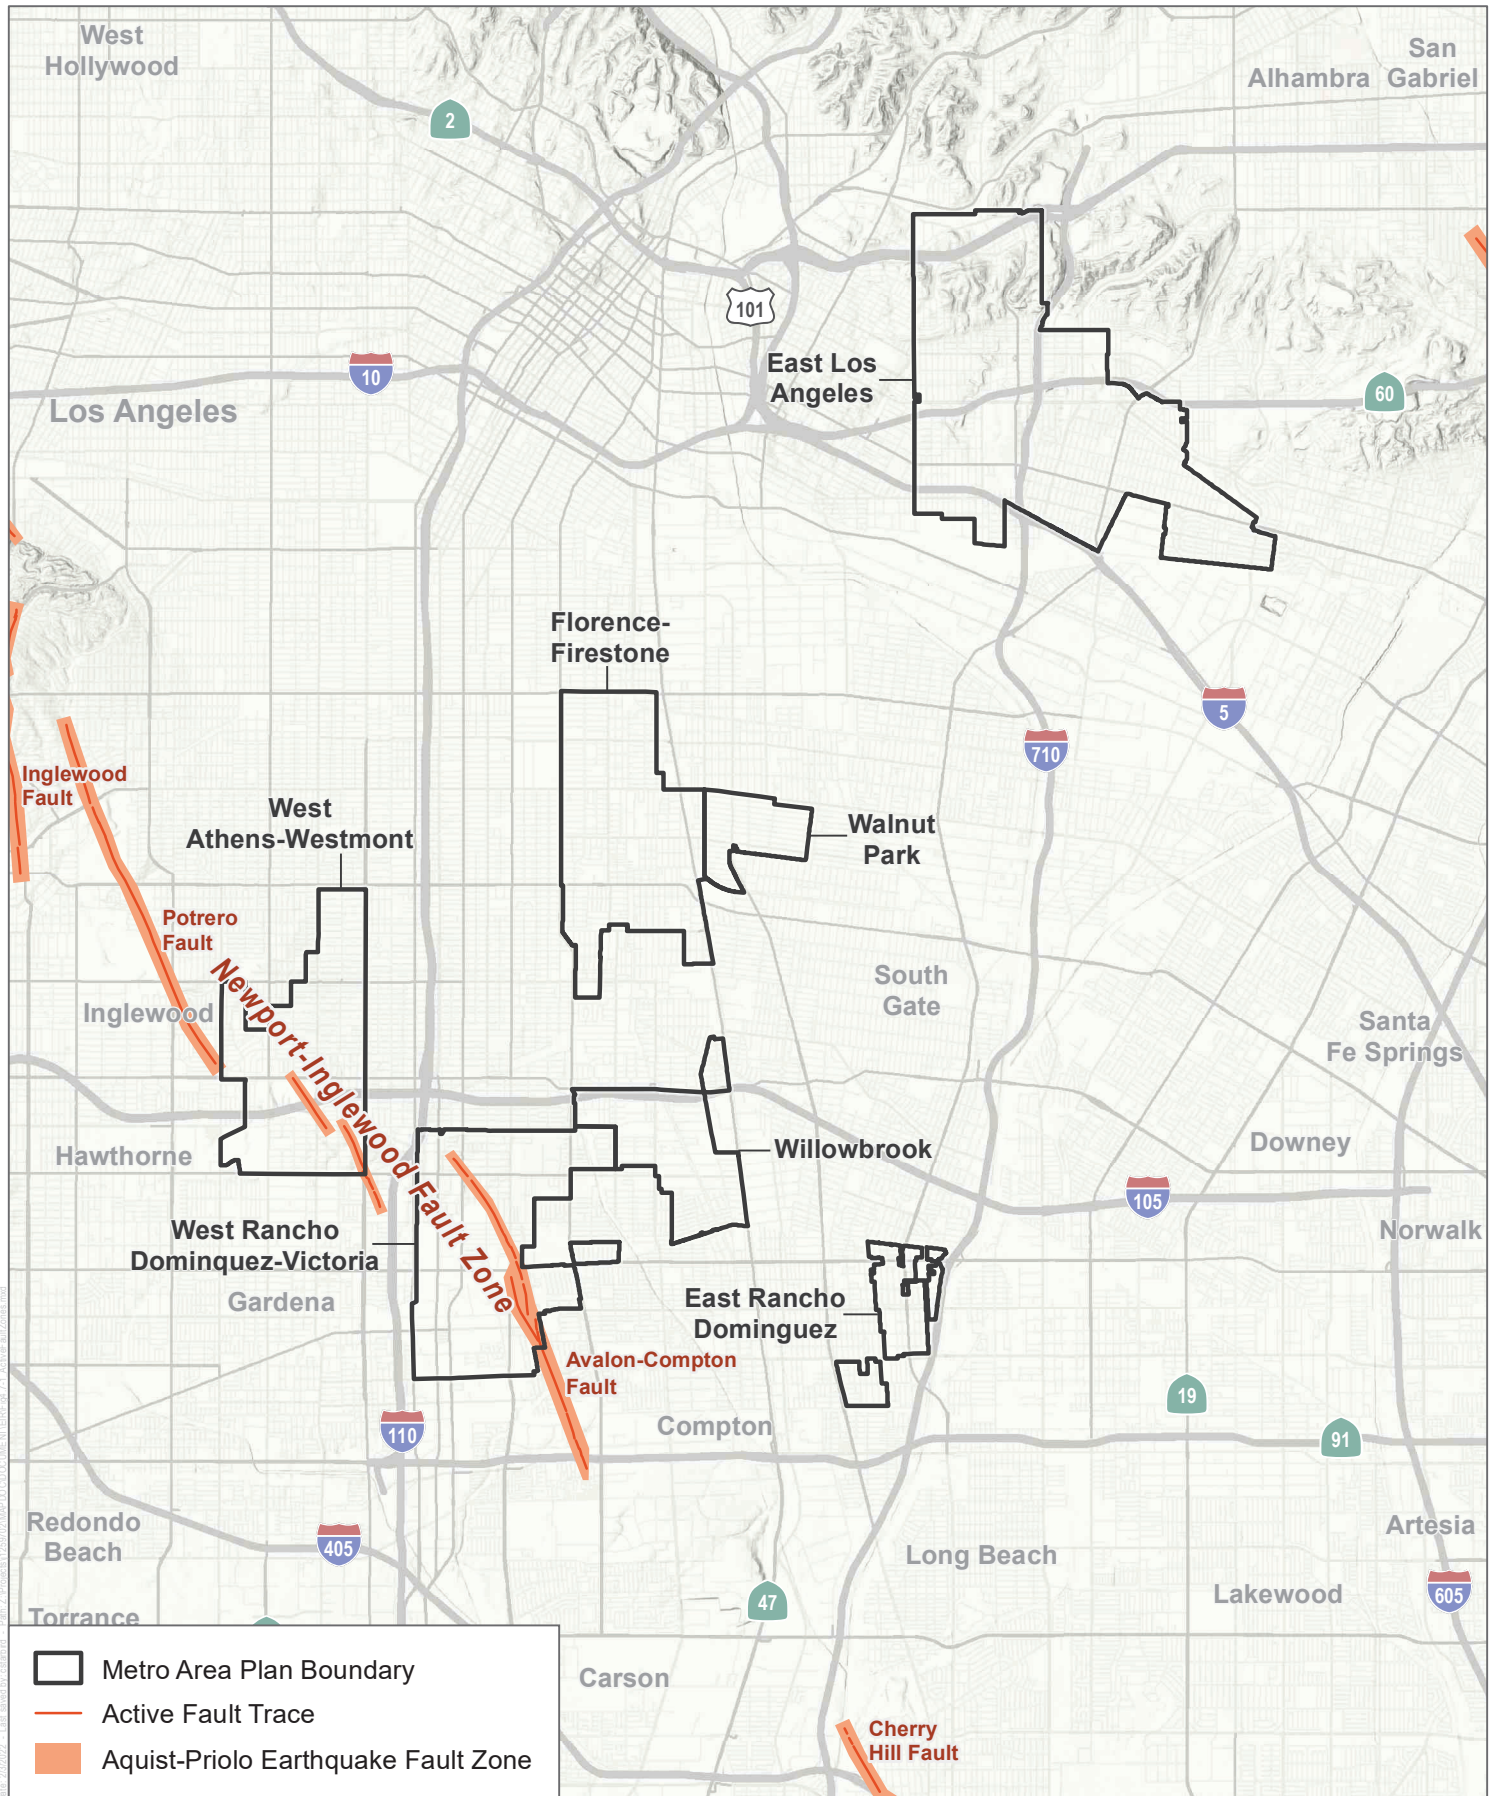 West
Hollywood
San
Gabriel
Alhambra
2
101
East Los
Angeles
10
60
Los Angeles
Florence-
Firestone
5
710
Inglewood
Fault
West
Athens-Westmont
Walnut
Park
Potrero
Fault
Newport-Inglewood Fault Zone
South
Gate
Inglewood
Santa
Fe Springs
Hawthorne
Willowbrook
Downey
105
West Rancho
Dominquez-Victoria
Norwalk
Gardena
East Rancho
Dominguez
Avalon-Compton
Fault
19
110
Compton
91
Redondo
Beach
405
Artesia
Long Beach
47
Lakewood
605
Torrance
Carson
Cherry
Hill Fault
Metro Area Plan Boundary
Active Fault Trace
Aquist-Priolo Earthquake Fault Zone